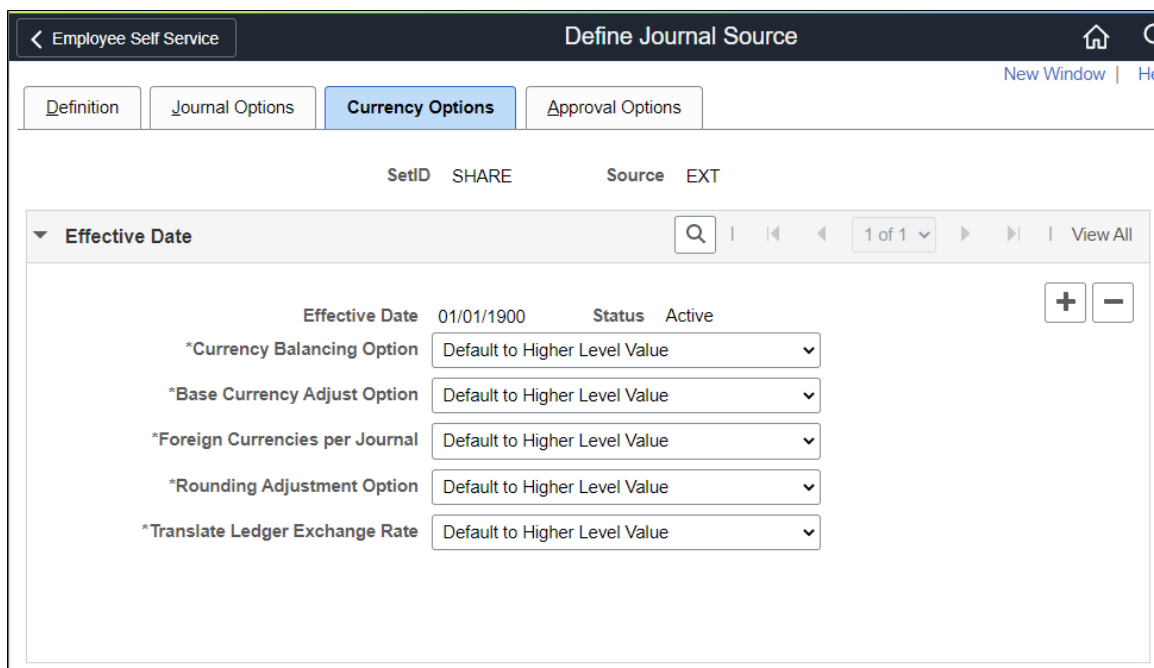 Employee Self Service Define Journal Source
New Window | He
Definition Journal Options Currency Options Approval Options
SetID SHARE Source EXT
Effective Date 1 of 1 View All
Effective Date 01/01/1900 Status Active
*Currency Balancing Option Default to Higher Level Value
*Base Currency Adjust Option Default to Higher Level Value
*Foreign Currencies per Journal Default to Higher Level Value
*Rounding Adjustment Option Default to Higher Level Value
*Translate Ledger Exchange Rate Default to Higher Level Value